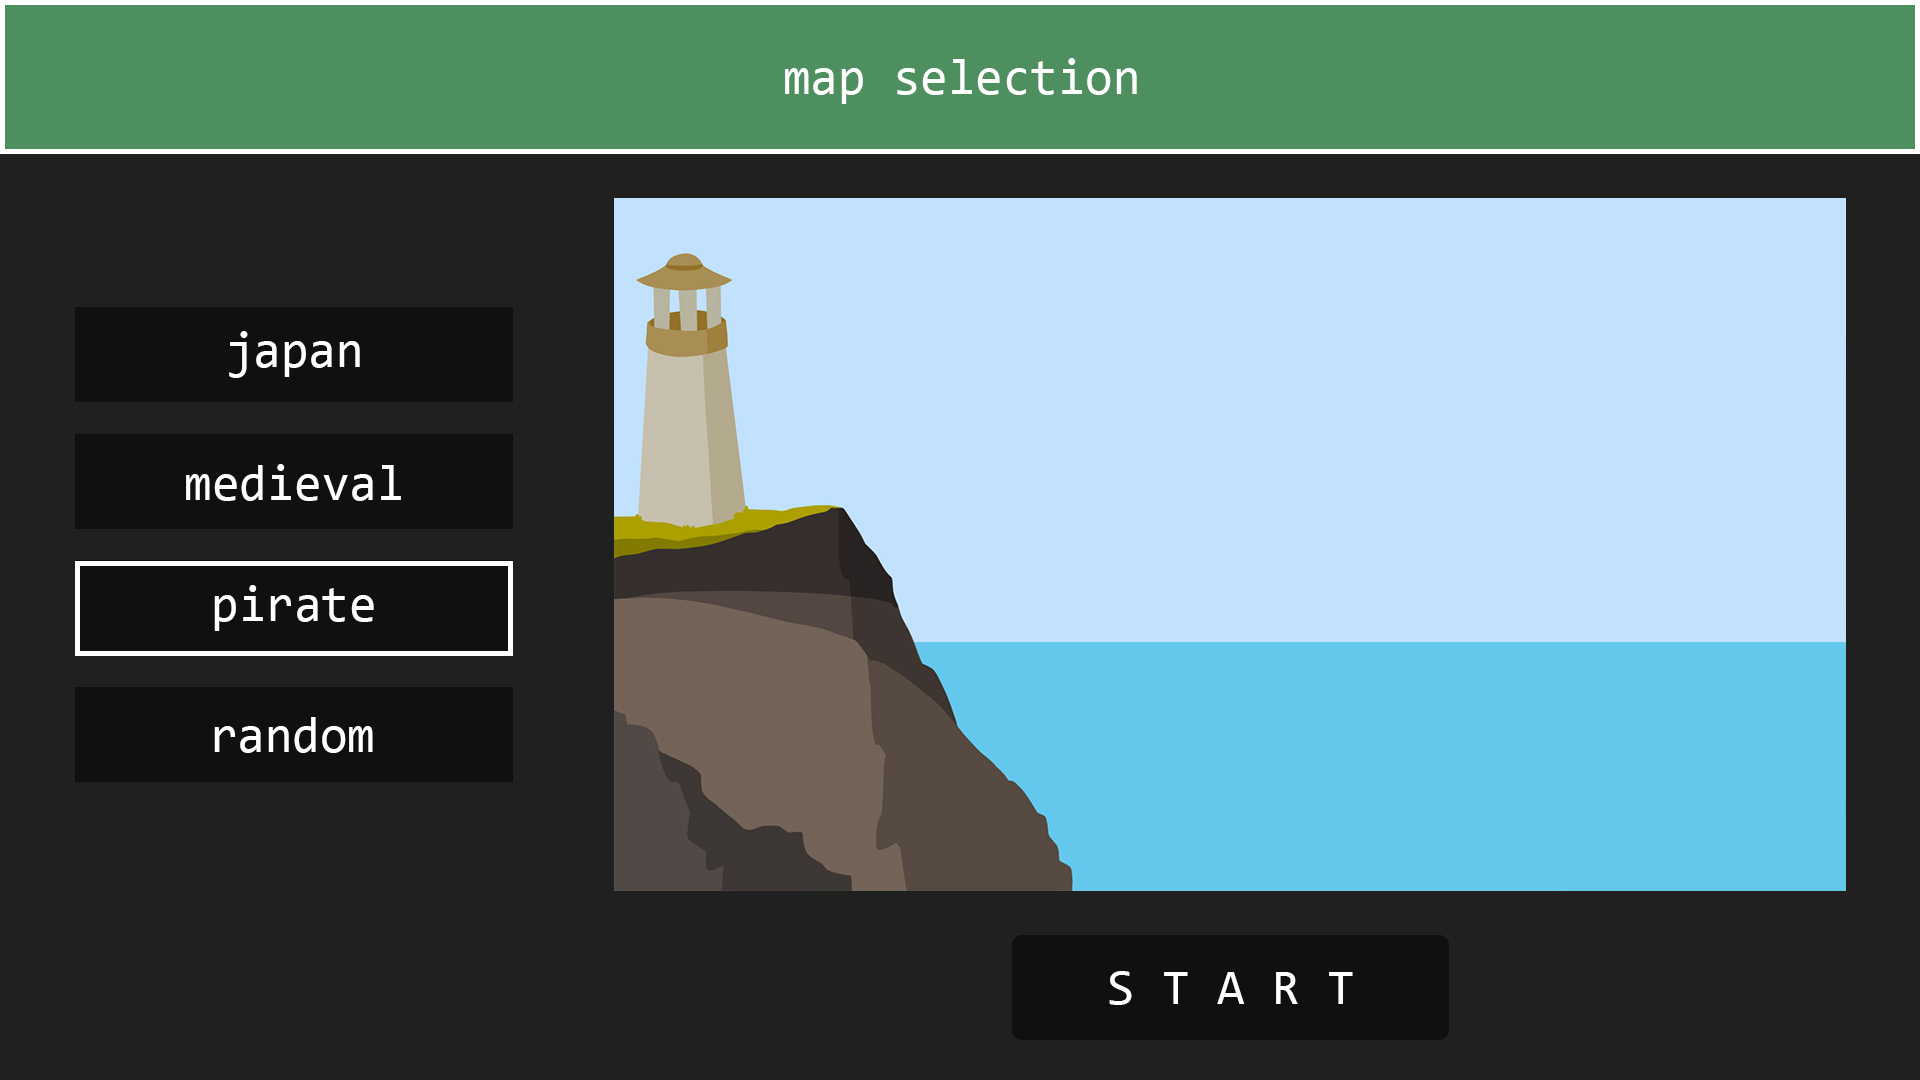 map selection
japan
medieval
pirate
random
S T A R T